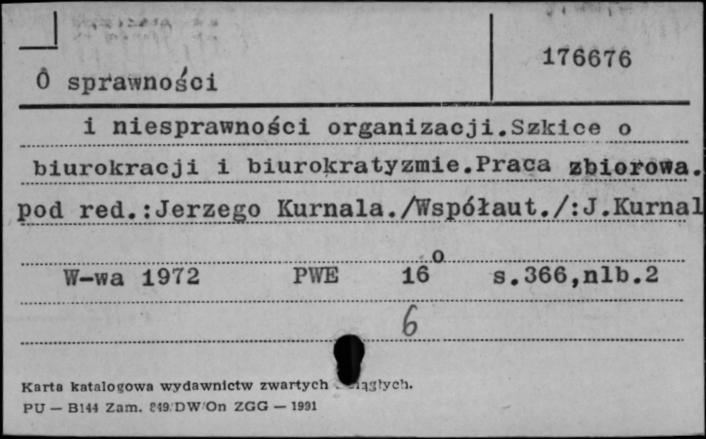 176676
O sprawności
i niesprawności organizacji.Szkice o
biurokracji i biurokratyzmie.Praca zbiorowa.
pod red.:Jerzego Kurnala./Współaut./:J.Kurnal
W-wa 1972 PWE 16° s.366,nlb.2
6
Karta katalogowa wydawnictw zwartych
PU — B144 Zam. 849/DW/On ZGG — 1991